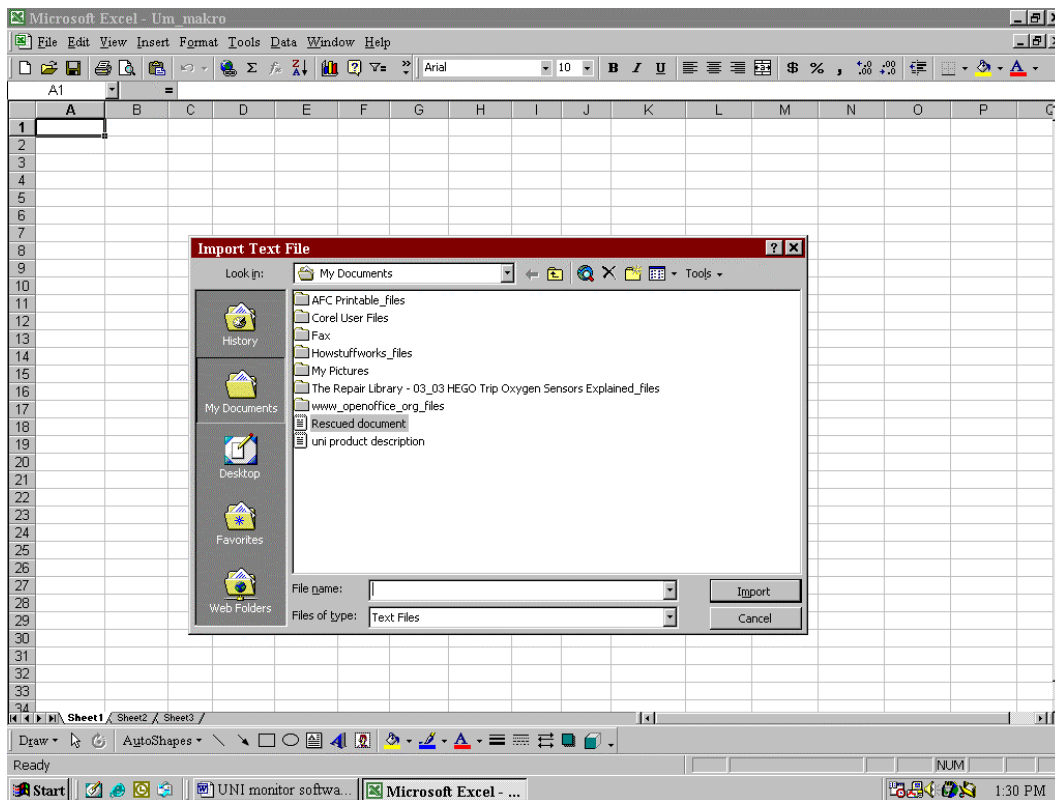 Microsoft Excel - Um_makro
File Edit View Insert Format Tools Data Window Help
Arial 10 B I U $ % ,
A1 =
A B C D E F G H I J K L M N O P
1
2
3
4
5
6
7
8
9
10
11
12
13
14
15
16
17
18
19
20
21
22
23
24
25
26
27
28
29
30
31
32
33
34
Import Text File
Look in: My Documents Tools
History
My Documents
Desktop
Favorites
Web Folders
AFC Printable_files
Corel User Files
Fax
Howstuffworks_files
My Pictures
The Repair Library - 03_03 HEGO Trip Oxygen Sensors Explained_files
www_openoffice_org_files
Rescued document
uni product description
File name: Import
Files of type: Text Files Cancel
Sheet1 Sheet2 Sheet3
Draw AutoShapes
Ready NUM
Start UNI monitor softwa... Microsoft Excel - ... 1:30 PM